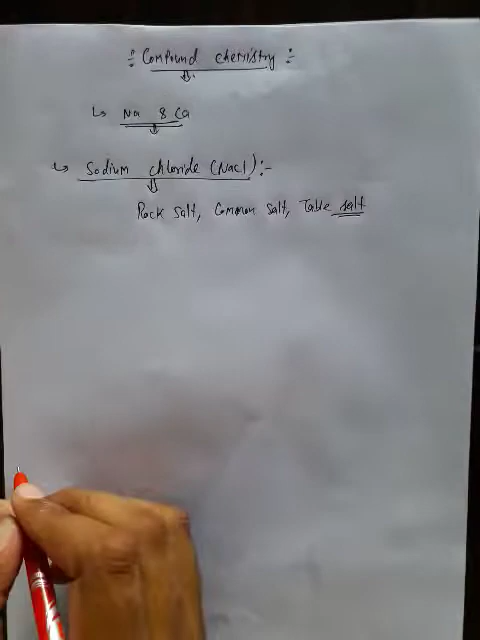 ÷ Compound chemistry ÷
↳ Na & Ca
↳ Sodium chloride (NaCl):-
Rock salt, Common salt, Table salt